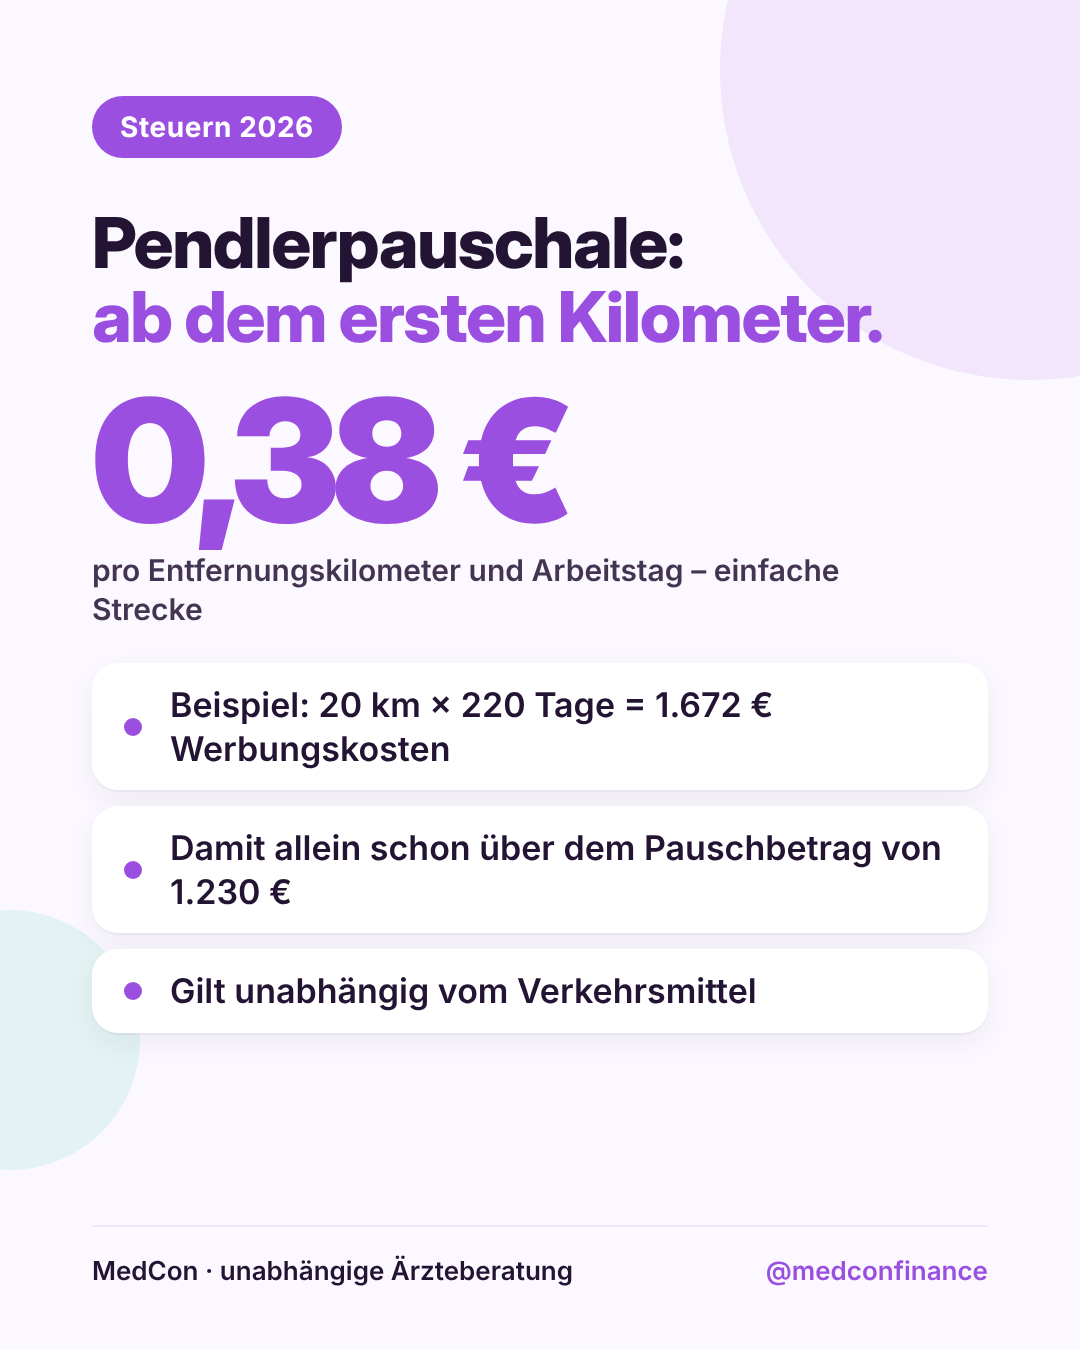 Steuern 2026
Pendlerpauschale:
ab dem ersten Kilometer.
0,38 €
pro Entfernungskilometer und Arbeitstag – einfache
Strecke
Beispiel: 20 km × 220 Tage = 1.672 €
Werbungskosten
Damit allein schon über dem Pauschbetrag von
1.230 €
Gilt unabhängig vom Verkehrsmittel
MedCon · unabhängige Ärzteberatung
@medconfinance